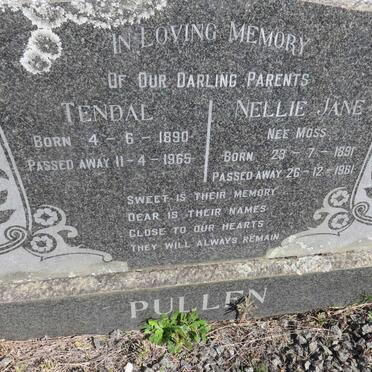 IN LOVING MEMORY
OF OUR DARLING PARENTS
TENDAL
BORN 4-6-1890
PASSED AWAY 11-4-1965
NELLIE JANE
NEE MOSS
BORN 23-7-1891
PASSED AWAY 26-12-1961
SWEET IS THEIR MEMORY
DEAR IS THEIR NAMES
CLOSE TO OUR HEARTS
THEY WILL ALWAYS REMAIN
PULLEN